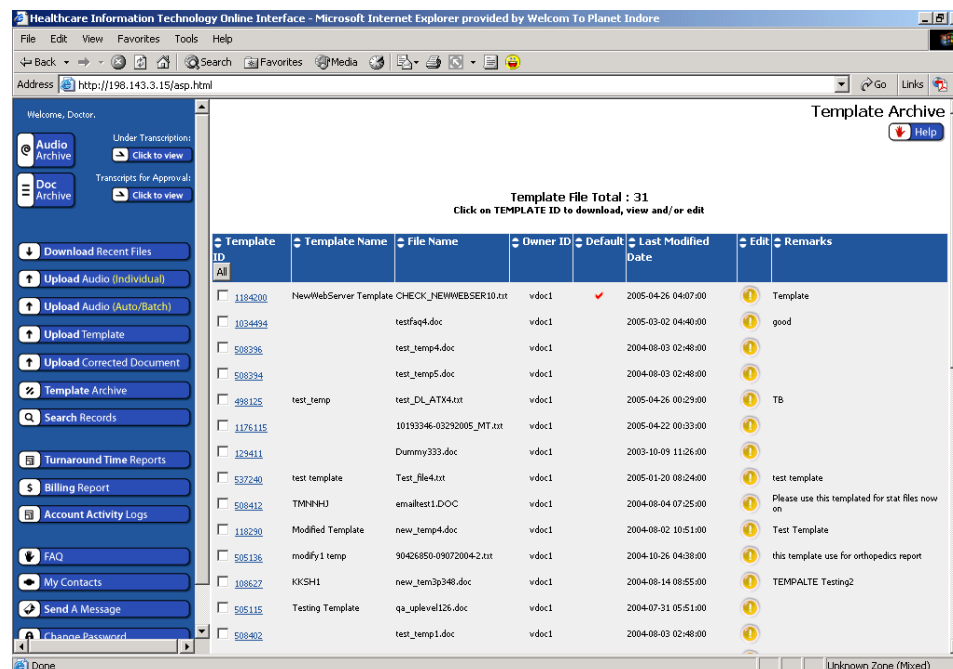 Healthcare Information Technology Online Interface - Microsoft Internet Explorer provided by Welcom To Planet Indore
File Edit View Favorites Tools Help
Back Search Favorites Media
Address http://198.143.3.15/asp.html Go Links
Welcome, Doctor.
Audio Archive
Under Transcription:
Click to view
Doc Archive
Transcripts for Approval:
Click to view
Download Recent Files
Upload Audio (Individual)
Upload Audio (Auto/Batch)
Upload Template
Upload Corrected Document
Template Archive
Search Records
Turnaround Time Reports
Billing Report
Account Activity Logs
FAQ
My Contacts
Send A Message
Change Password
Template Archive
Help
Template File Total : 31
Click on TEMPLATE ID to download, view and/or edit
Template ID Template Name File Name Owner ID Default Last Modified Date Edit Remarks
All
1184200 NewWebServer Template CHECK_NEWWEBSER10.txt vdoc1 2005-04-26 04:07:00 Template
1034494 testfaq4.doc vdoc1 2005-03-02 04:40:00 good
508396 test_temp4.doc vdoc1 2004-08-03 02:48:00
508394 test_temp5.doc vdoc1 2004-08-03 02:48:00
498125 test_temp test_DL_ATX4.txt vdoc1 2005-04-26 00:29:00 TB
1176115 10193346-03292005_MT.txt vdoc1 2005-04-22 00:33:00
129411 Dummy333.doc vdoc1 2003-10-09 11:26:00
537240 test template Test_file4.txt vdoc1 2005-01-20 08:24:00 test template
508412 TMNNHJ emailtest1.DOC vdoc1 2004-08-04 07:25:00 Please use this templated for stat files now on
118290 Modified Template new_temp4.doc vdoc1 2004-08-02 10:51:00 Test Template
505136 modify1 temp 90426850-09072004-2.txt vdoc1 2004-10-26 04:38:00 this template use for orthopedics report
108627 KKSH1 new_tem3p348.doc vdoc1 2004-08-14 08:55:00 TEMPALTE Testing2
505115 Testing Template qa_uplevel126.doc vdoc1 2004-07-31 05:51:00
508402 test_temp1.doc vdoc1 2004-08-03 02:48:00
Done Unknown Zone (Mixed)